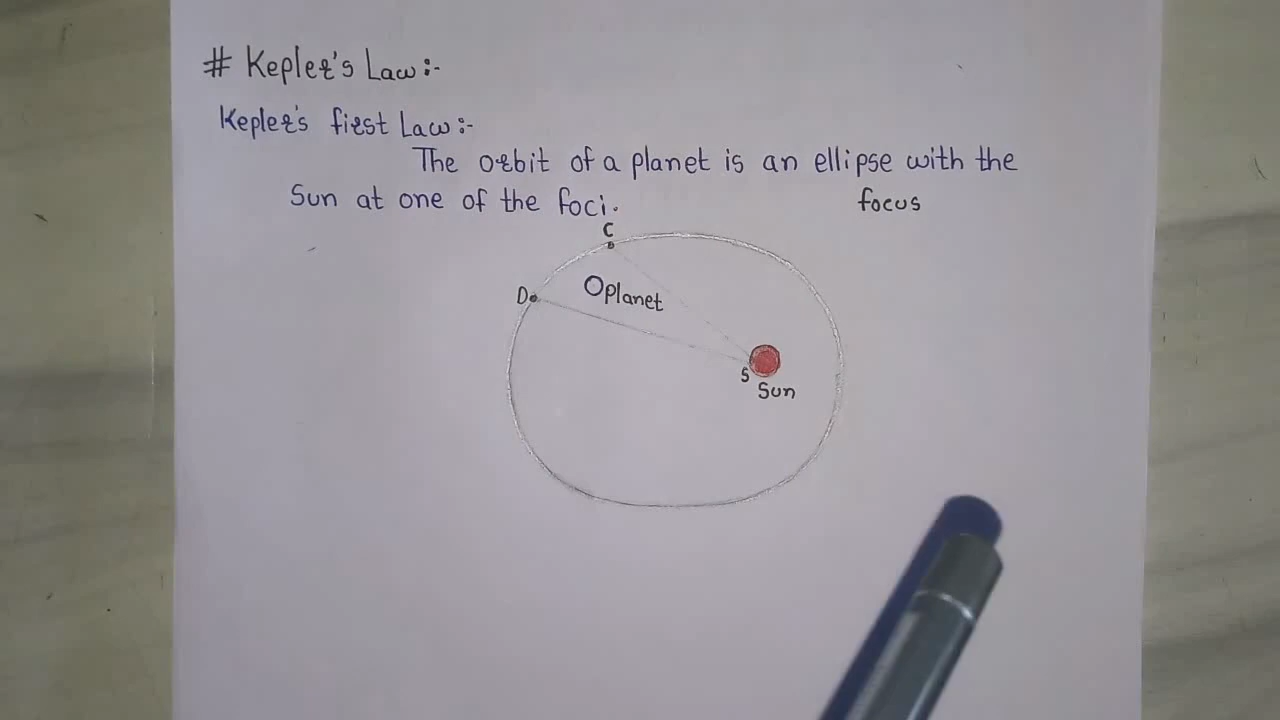 # Kepler's Law :-
Kepler's first Law :-
The orbit of a planet is an ellipse with the
Sun at one of the foci.
focus
C
D
Planet
S
Sun